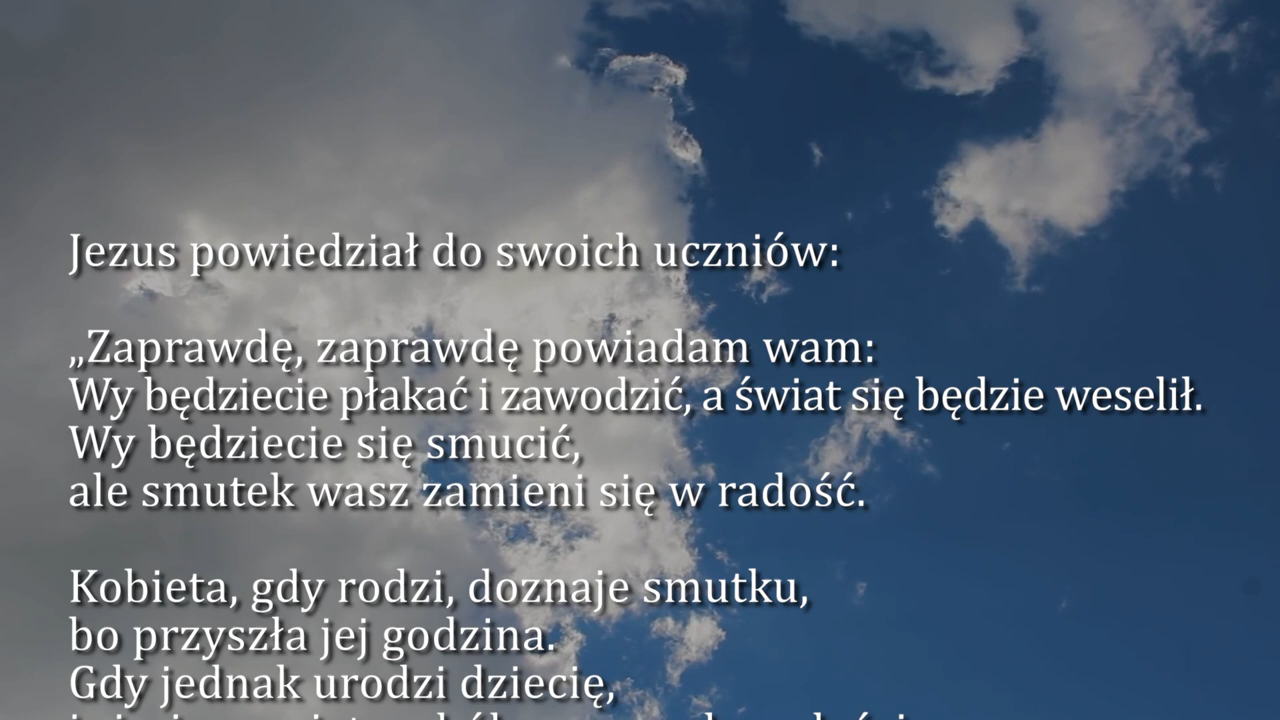 Jezus powiedział do swoich uczniów:
„Zaprawdę, zaprawdę powiadam wam:
Wy będziecie płakać i zawodzić, a świat się będzie weselił.
Wy będziecie się smucić,
ale smutek wasz zamieni się w radość.
Kobieta, gdy rodzi, doznaje smutku,
bo przyszła jej godzina.
Gdy jednak urodzi dziecię,